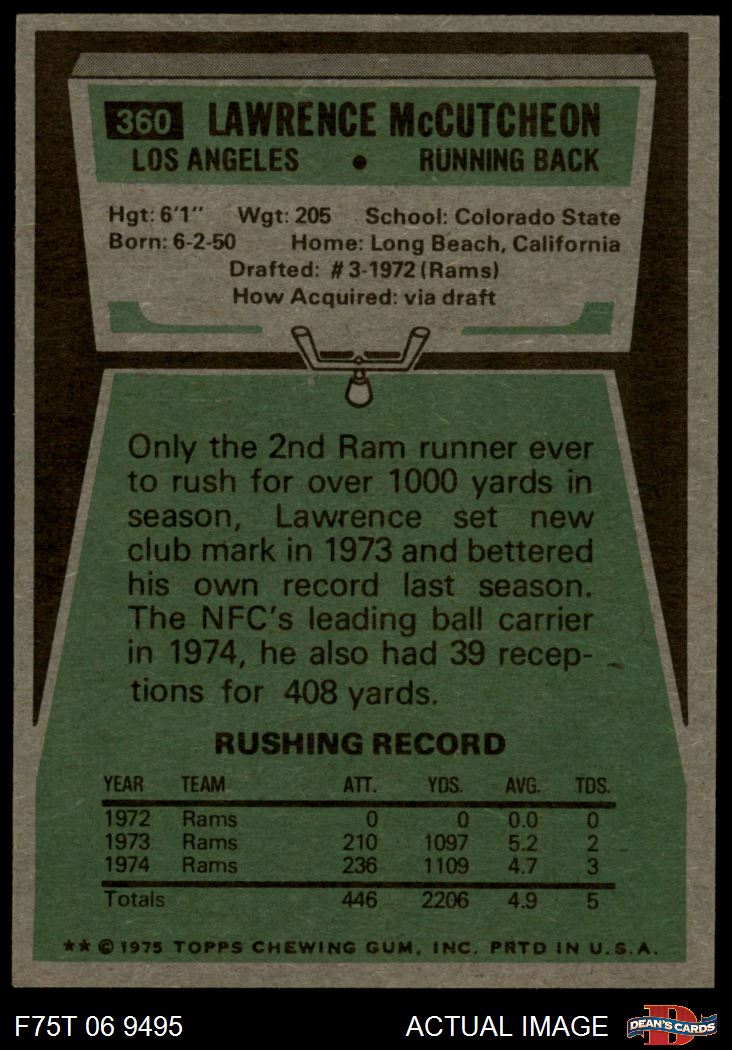 360 LAWRENCE McCUTCHEON
LOS ANGELES • RUNNING BACK
Hgt: 6'1" Wgt: 205 School: Colorado State
Born: 6-2-50 Home: Long Beach, California
Drafted: #3-1972 (Rams)
How Acquired: via draft
Only the 2nd Ram runner ever
to rush for over 1000 yards in
season, Lawrence set new
club mark in 1973 and bettered
his own record last season.
The NFC's leading ball carrier
in 1974, he also had 39 recep-
tions for 408 yards.
RUSHING RECORD
YEAR TEAM ATT. YDS. AVG. TDS.
1972 Rams 0 0 0.0 0
1973 Rams 210 1097 5.2 2
1974 Rams 236 1109 4.7 3
Totals 446 2206 4.9 5
** © 1975 TOPPS CHEWING GUM, INC. PRTD IN U.S.A.
F75T 06 9495 ACTUAL IMAGE D DEAN'S CARDS